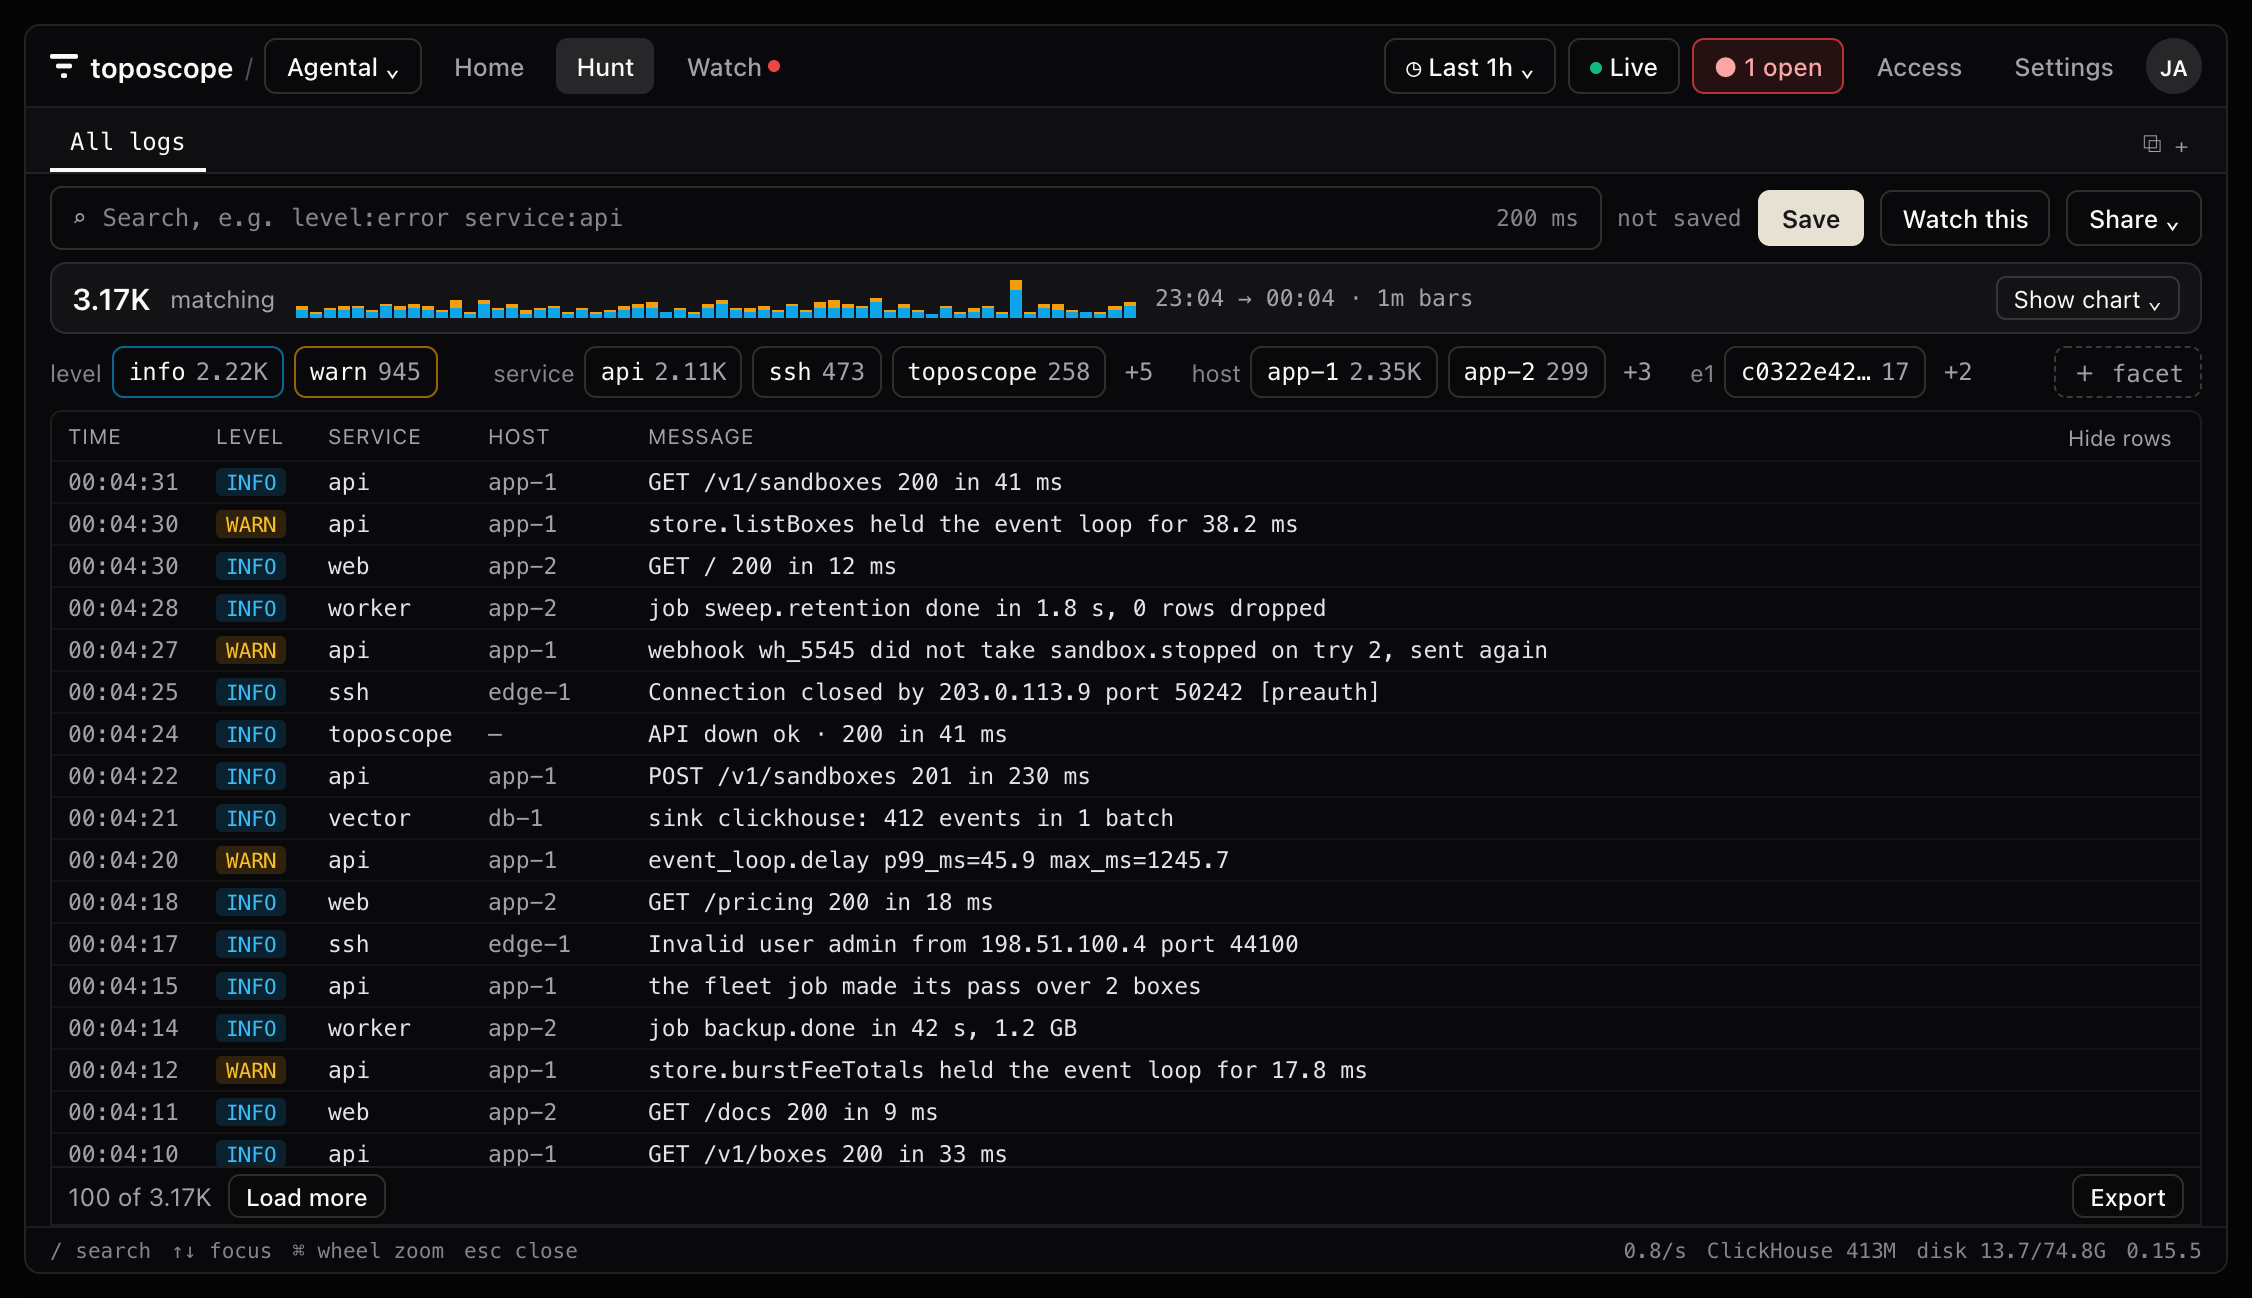 toposcope / Agental Home Hunt Watch Last 1h Live 1 open Access Settings JA
All logs +
Search, e.g. level:error service:api 200 ms not saved Save Watch this Share
3.17K matching 23:04 → 00:04 · 1m bars Show chart
level info 2.22K warn 945 service api 2.11K ssh 473 toposcope 258 +5 host app-1 2.35K app-2 299 +3 e1 c0322e42… 17 +2 + facet
TIME LEVEL SERVICE HOST MESSAGE Hide rows
00:04:31 INFO api app-1 GET /v1/sandboxes 200 in 41 ms
00:04:30 WARN api app-1 store.listBoxes held the event loop for 38.2 ms
00:04:30 INFO web app-2 GET / 200 in 12 ms
00:04:28 INFO worker app-2 job sweep.retention done in 1.8 s, 0 rows dropped
00:04:27 WARN api app-1 webhook wh_5545 did not take sandbox.stopped on try 2, sent again
00:04:25 INFO ssh edge-1 Connection closed by 203.0.113.9 port 50242 [preauth]
00:04:24 INFO toposcope — API down ok · 200 in 41 ms
00:04:22 INFO api app-1 POST /v1/sandboxes 201 in 230 ms
00:04:21 INFO vector db-1 sink clickhouse: 412 events in 1 batch
00:04:20 WARN api app-1 event_loop.delay p99_ms=45.9 max_ms=1245.7
00:04:18 INFO web app-2 GET /pricing 200 in 18 ms
00:04:17 INFO ssh edge-1 Invalid user admin from 198.51.100.4 port 44100
00:04:15 INFO api app-1 the fleet job made its pass over 2 boxes
00:04:14 INFO worker app-2 job backup.done in 42 s, 1.2 GB
00:04:12 WARN api app-1 store.burstFeeTotals held the event loop for 17.8 ms
00:04:11 INFO web app-2 GET /docs 200 in 9 ms
00:04:10 INFO api app-1 GET /v1/boxes 200 in 33 ms
100 of 3.17K Load more Export
/ search ↑↓ focus ⌘ wheel zoom esc close 0.8/s ClickHouse 413M disk 13.7/74.8G 0.15.5